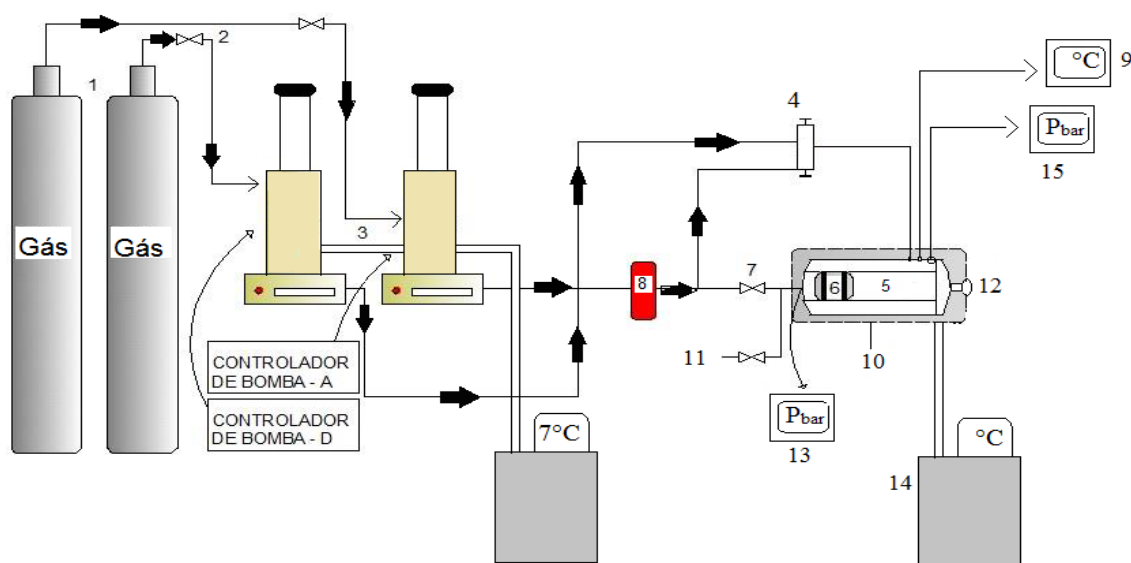 1
2
Gás
Gás
3
CONTROLADOR
DE BOMBA - A
CONTROLADOR
DE BOMBA - D
7°C
4
8
7
11
6
5
10
12
Pbar
13
°C
9
Pbar
15
14
°C